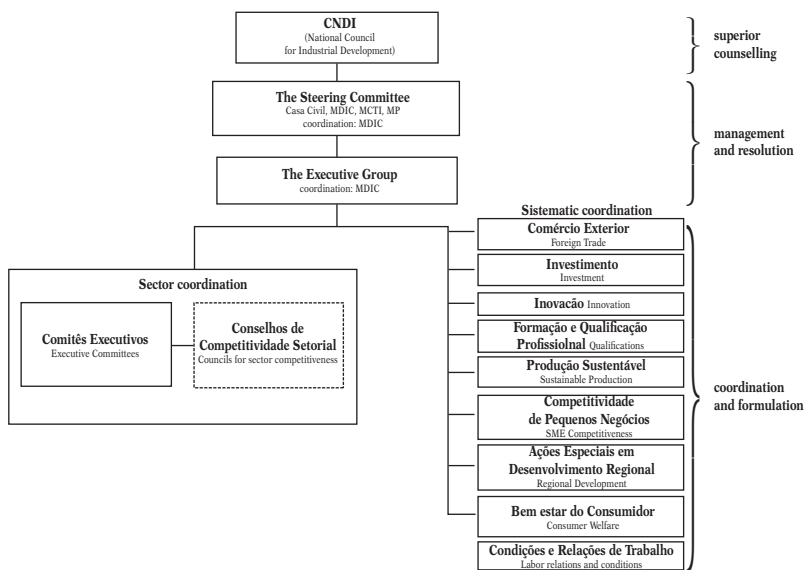 CNDI
(National Council
for Industrial Development)
superior
counselling
The Steering Committee
Casa Civil, MDIC, MCTI, MP
coordination: MDIC
management
and resolution
The Executive Group
coordination: MDIC
Sistematic coordination
Comércio Exterior
Foreign Trade
Investimento
Investment
Inovacão Innovation
Formação e Qualificação
Profissiolnal Qualifications
Produção Sustentável
Sustainable Production
Competitividade
de Pequenos Negócios
SME Competitiveness
Ações Especiais em
Desenvolvimento Regional
Regional Development
Bem estar do Consumidor
Consumer Welfare
Condições e Relações de Trabalho
Labor relations and conditions
coordination
and formulation
Sector coordination
Comitês Executivos
Executive Committees
Conselhos de
Competitividade Setorial
Councils for sector competitiveness